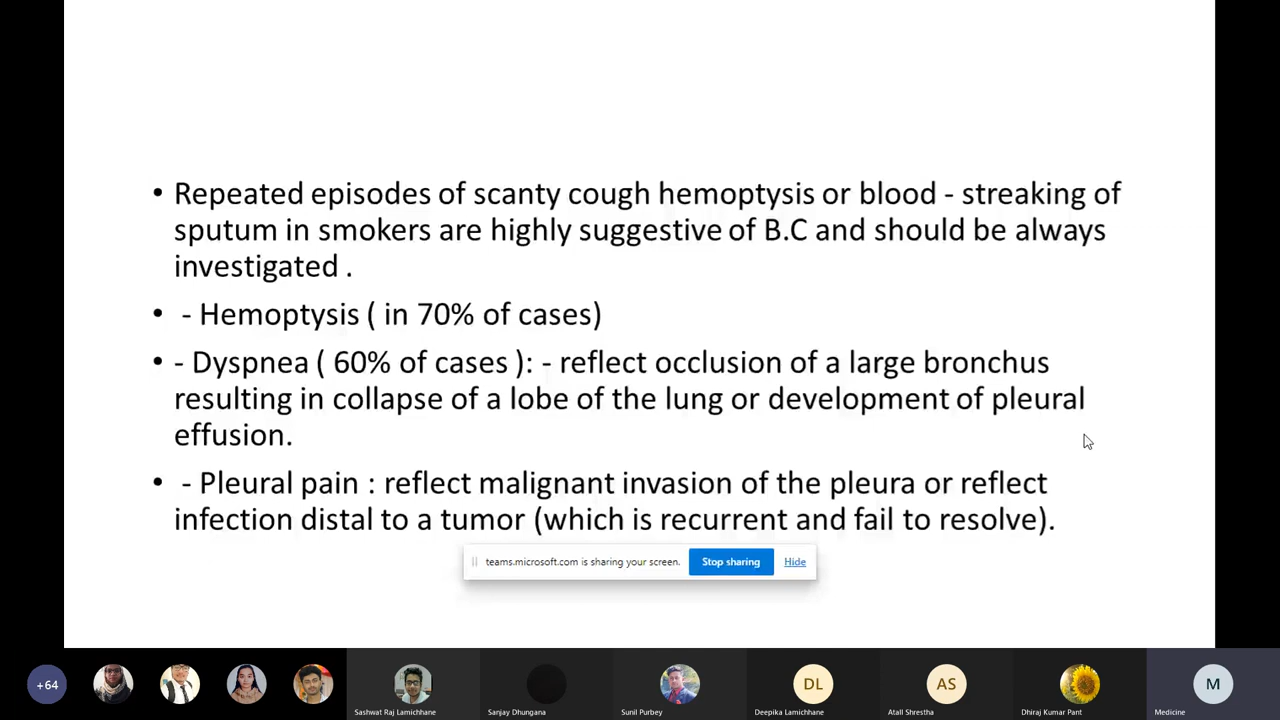 • Repeated episodes of scanty cough hemoptysis or blood - streaking of
sputum in smokers are highly suggestive of B.C and should be always
investigated .
• - Hemoptysis ( in 70% of cases)
• - Dyspnea ( 60% of cases ): - reflect occlusion of a large bronchus
resulting in collapse of a lobe of the lung or development of pleural
effusion.
• - Pleural pain : reflect malignant invasion of the pleura or reflect
infection distal to a tumor (which is recurrent and fail to resolve).
teams.microsoft.com is sharing your screen. Stop sharing Hide
+64 DL AS M
Sashwat Raj Lamichhane Sanjay Dhungana Sunil Purbey Deepika Lamichhane Atall Shrestha Dhiraj Kumar Pant Medicine